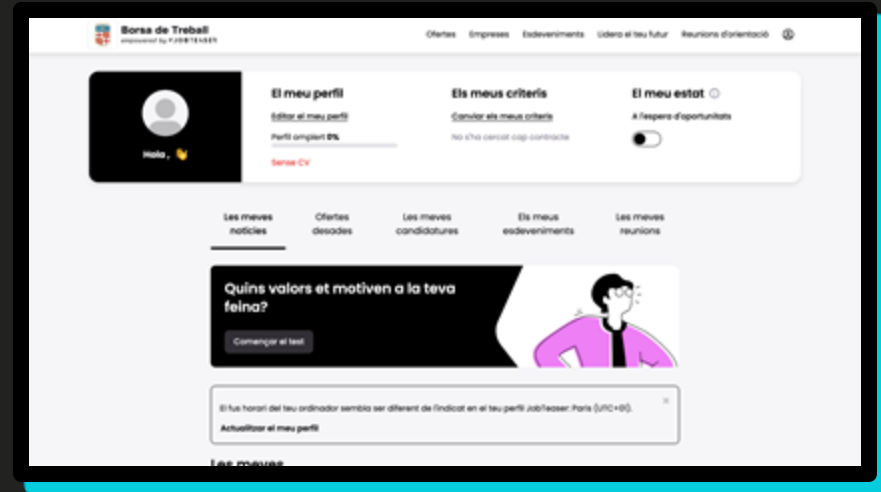 Borsa de Treball
empowered by JOBTEASER
Ofertes Empreses Esdeveniments Lidera el teu futur Reunions d'orientació
El meu perfil
Editar el meu perfil
Perfil omplert 0%
Sense CV
Els meus criteris
Canviar els meus criteris
No s'ha cercat cap contracte
El meu estat
A l'espera d'oportunitats
Hola, 👋
Les meves
notícies
Ofertes
desades
Les meves
candidatures
Els meus
esdeveniments
Les meves
reunions
Quins valors et motiven a la teva
feina?
Començar el test
El fus horari del teu ordinador sembla ser diferent de l'indicat en el teu perfil JobTeaser: Paris (UTC+01).
Actualitzar el meu perfil
Les meves